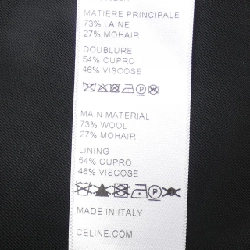 MATIERE PRINCIPALE
73% LAINE
27% MOHAIR
DOUBLURE
54% CUPRO
46% VISCOSE
MAIN MATERIAL
73% WOOL
27% MOHAIR
LINING
54% CUPRO
46% VISCOSE
MADE IN ITALY
CELINE.COM